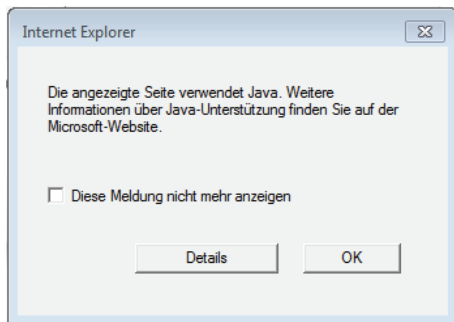 Internet Explorer
Die angezeigte Seite verwendet Java. Weitere
Informationen über Java-Unterstützung finden Sie auf der
Microsoft-Website.
Diese Meldung nicht mehr anzeigen
Details
OK